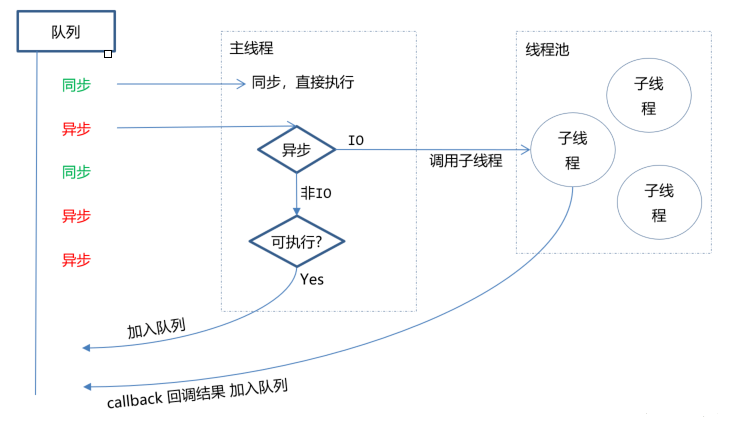 队列
主线程
线程池
同步
同步，直接执行
子线
程
异步
异步
IO
调用子线程
子线
程
同步
非IO
子线
程
异步
可执行?
异步
Yes
加入队列
callback 回调结果 加入队列